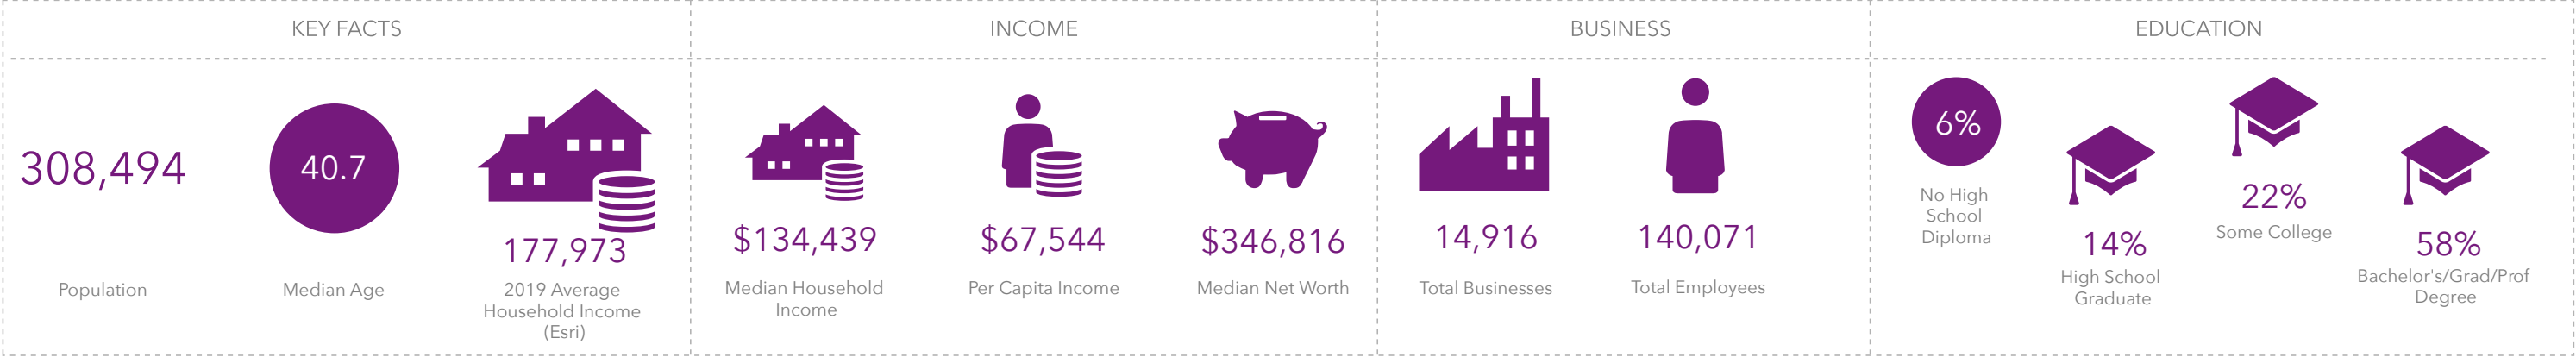 KEY FACTS
308,494
Population
40.7
Median Age
177,973
2019 Average
Household Income
(Esri)
INCOME
$134,439
Median Household
Income
$67,544
Per Capita Income
$346,816
Median Net Worth
BUSINESS
14,916
Total Businesses
140,071
Total Employees
EDUCATION
6%
No High
School
Diploma
14%
High School
Graduate
22%
Some College
58%
Bachelor's/Grad/Prof
Degree